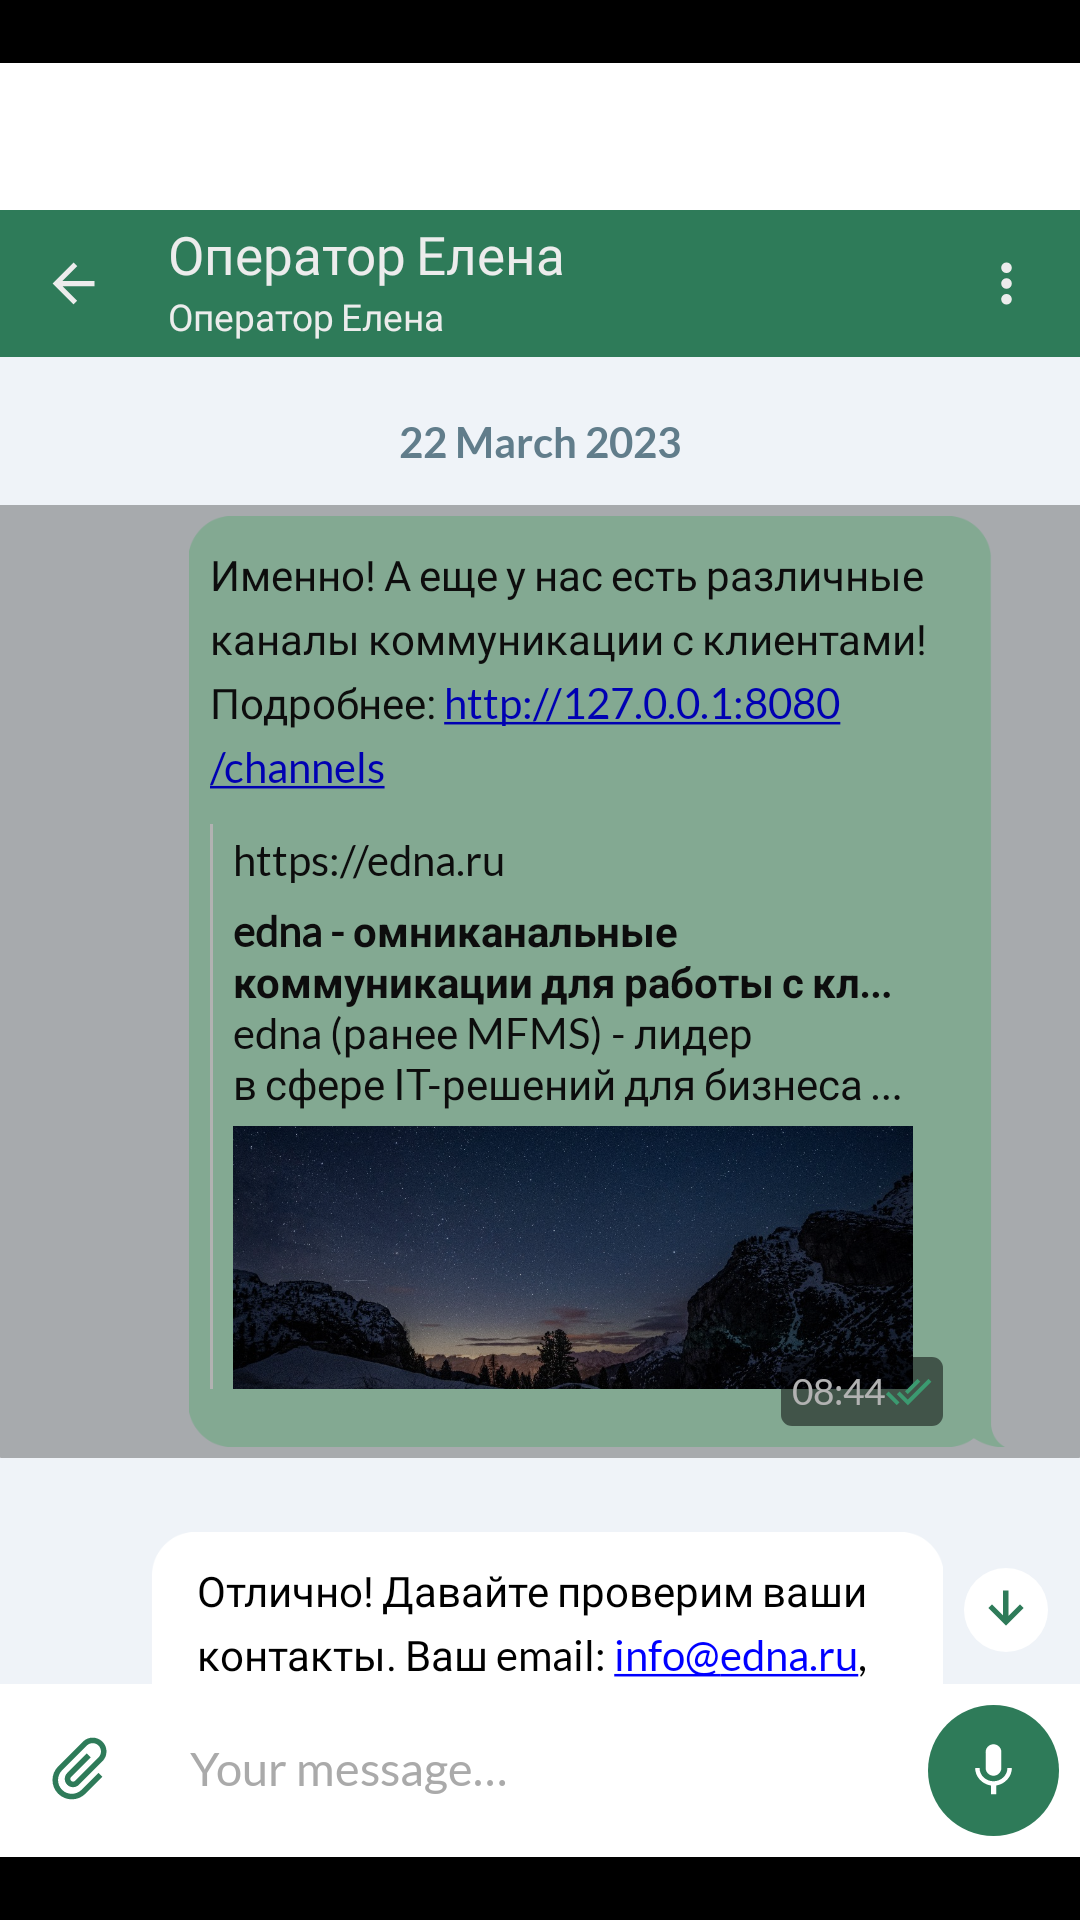 Оператор Елена
Оператор Елена
22 March 2023
Именно! А еще у нас есть различные
каналы коммуникации с клиентами!
Подробнее: http://127.0.0.1:8080
/channels
https://edna.ru
edna - омниканальные
коммуникации для работы с кл...
edna (ранее MFMS) - лидер
в сфере IT-решений для бизнеса ...
08:44
Отлично! Давайте проверим ваши
контакты. Ваш email: info@edna.ru,
Your message...